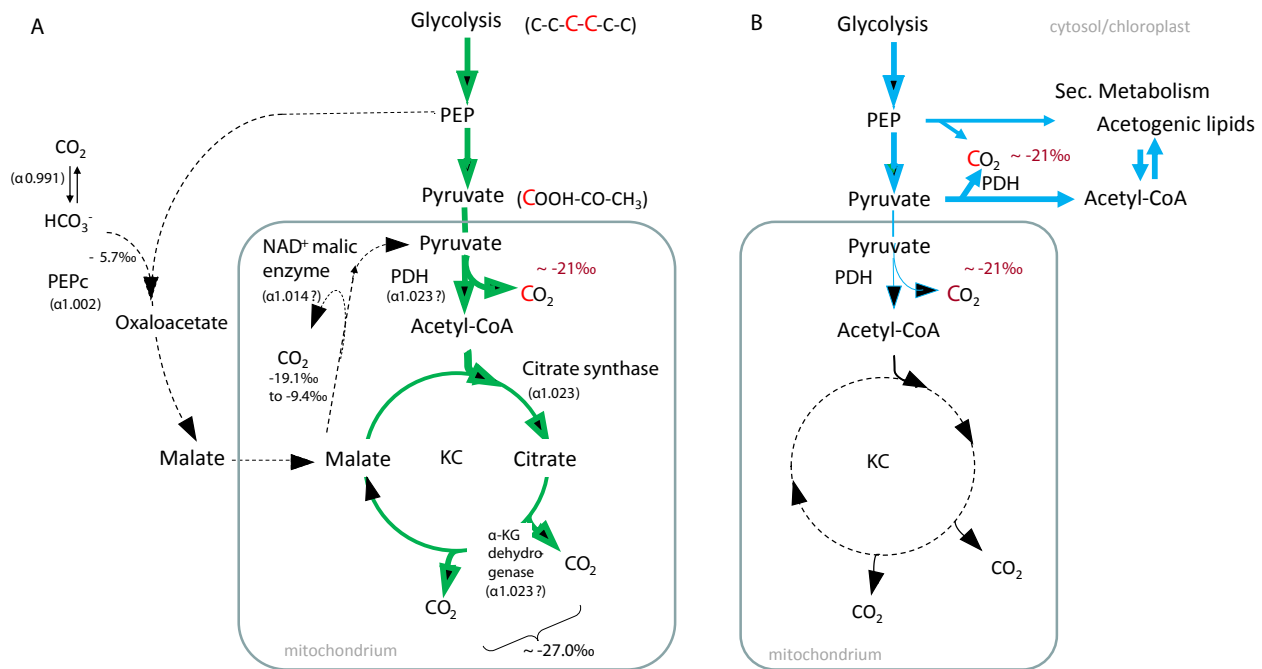 A
Glycolysis (C-C-C-C-C-C)
PEP
CO2
(α 0.991)
HCO3-
- 5.7‰
PEPc
(α1.002)
Oxaloacetate
Malate
Pyruvate (COOH-CO-CH3)
Pyruvate
NAD+ malic
enzyme
(α1.014?)
PDH
(α1.023 ?)
~ -21‰
CO2
Acetyl-CoA
CO2
-19.1‰
to -9.4‰
Citrate synthase
(α1.023)
Malate
KC
Citrate
α-KG
dehydro
genase
(α1.023 ?)
CO2
CO2
~ -27.0‰
mitochondrium
B
Glycolysis
cytosol/chloroplast
PEP
Sec. Metabolism
Acetogenic lipids
CO2 ~ -21‰
PDH
Pyruvate
Acetyl-CoA
Pyruvate
PDH
~ -21‰
CO2
Acetyl-CoA
KC
CO2
CO2
mitochondrium